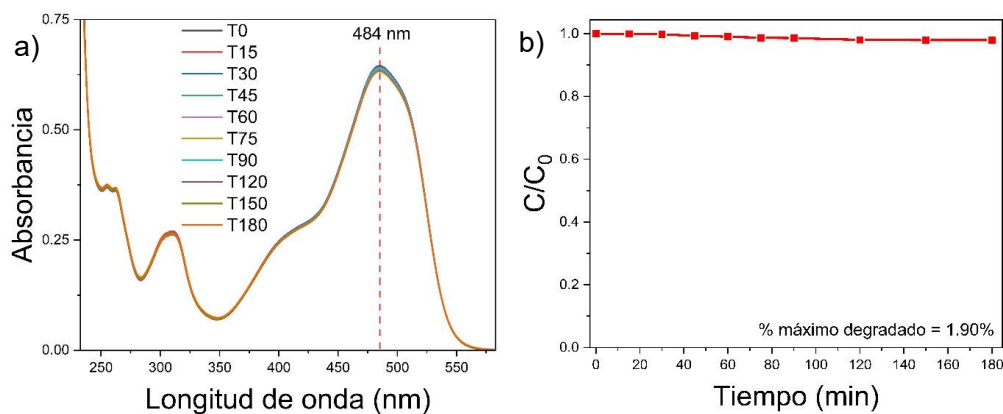 a)
0.75
0.50
0.25
0.00
Absorbancia
T0
T15
T30
T45
T60
T75
T90
T120
T150
T180
484 nm
250 300 350 400 450 500 550
Longitud de onda (nm)
b)
1.0
0.8
0.6
0.4
0.2
0.0
C/C₀
% máximo degradado = 1.90%
0 20 40 60 80 100 120 140 160 180
Tiempo (min)